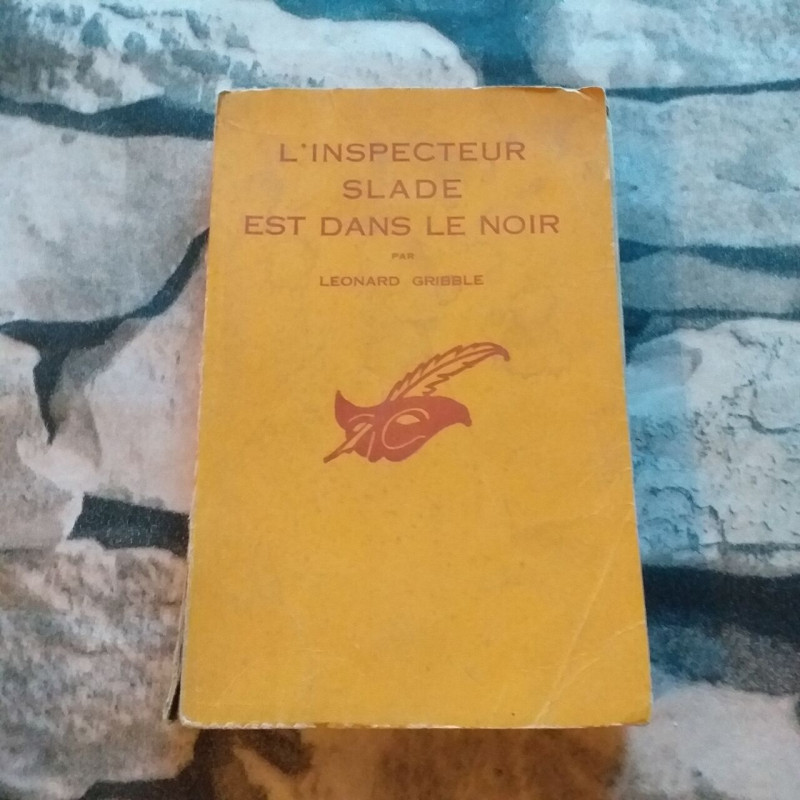 L'INSPECTEUR
SLADE
EST DANS LE NOIR
PAR
LEONARD GRIBBLE